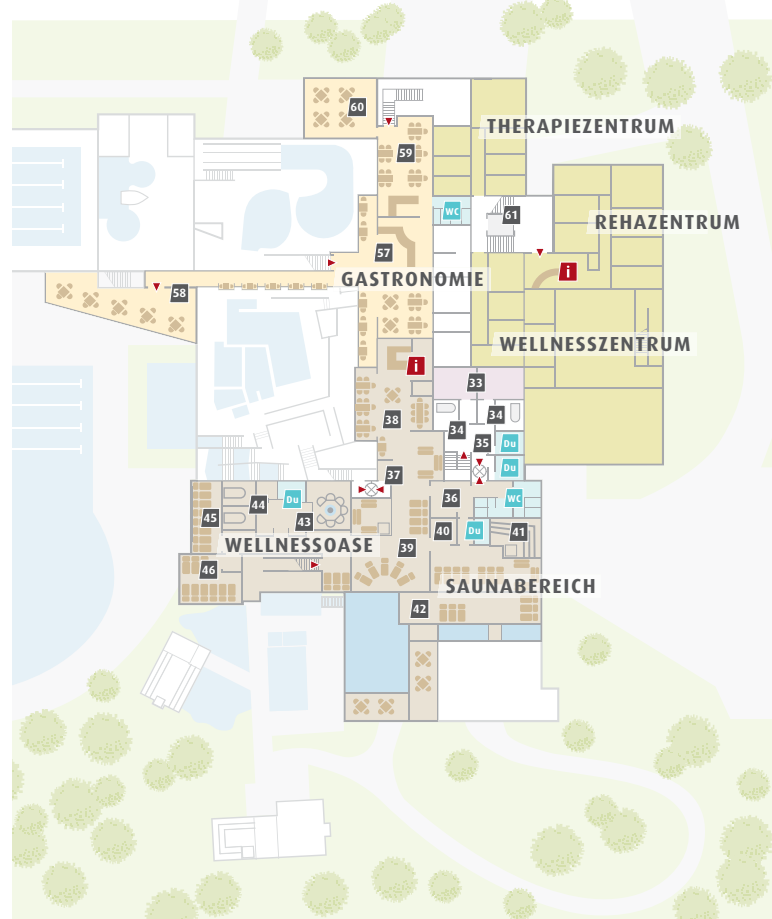 60
THERAPIEZENTRUM
59
WC
61
REHAZENTRUM
57
i
GASTRONOMIE
58
WELLNESSZENTRUM
i
33
38
34
34
35
Du
Du
37
45
44
Du
43
36
WC
40
Du
41
WELLNESSOASE
39
46
SAUNABEREICH
42